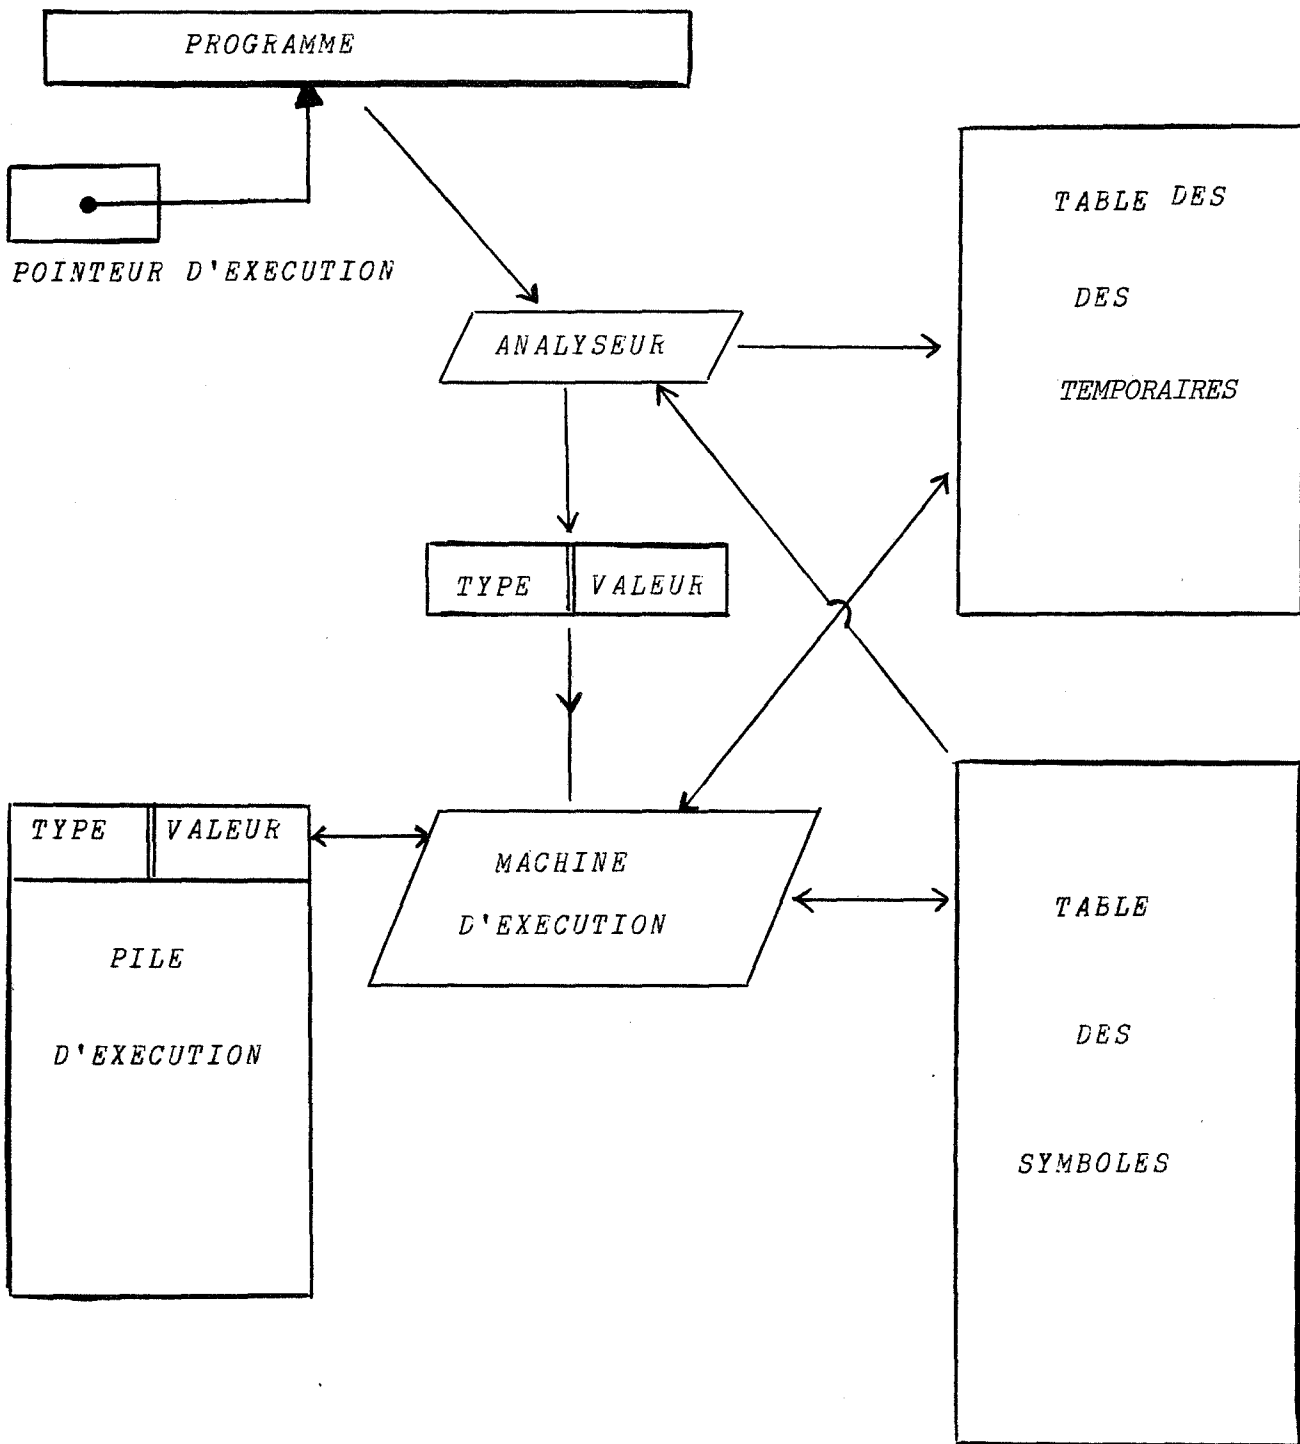 PROGRAMME
POINTEUR D'EXECUTION
TABLE DES
DES
TEMPORAIRES
ANALYSEUR
TYPE VALEUR
TYPE VALEUR
PILE
D'EXECUTION
MACHINE
D'EXECUTION
TABLE
DES
SYMBOLES